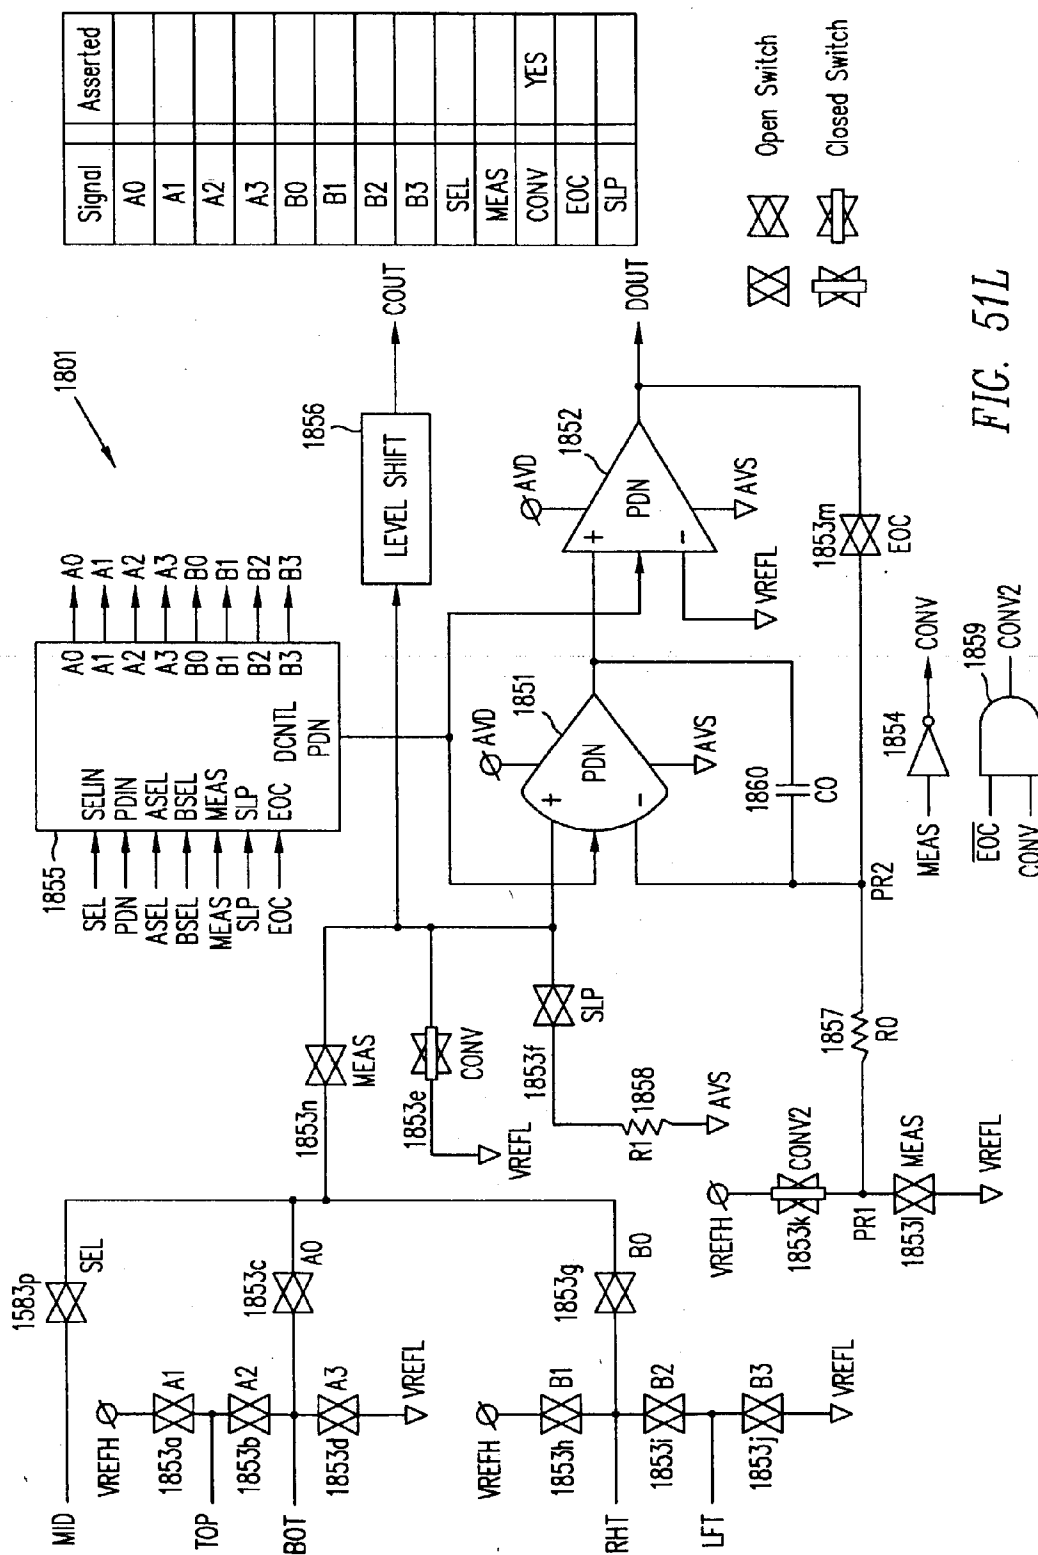 1801
Signal Asserted
A0
A1
A2
A3
B0
B1
B2
B3
SEL
MEAS
CONV YES
EOC
SLP
Open Switch
Closed Switch
1855
SEL SELIN A0 A0
PDN PDIN A1 A1
ASEL ASEL A2 A2
BSEL BSEL A3 A3
MEAS MEAS B0 B0
SLP SLP B1 B1
EOC EOC B2 B2
B3 B3
DCNTL
PDN
1856
LEVEL SHIFT
COUT
MID
1583p
SEL
VREFH
1853a
A1
TOP
1853b
A2
BOT
1853d
A3
VREFL
1853c
A0
VREFH
1853h
B1
RHT
1853i
B2
LFT
1853j
B3
VREFL
1853g
B0
1853n
MEAS
1853e
CONV
VREFL
1853f
SLP
R1
1858
AVS
AVD
1851
+
PDN
-
AVS
AVD
1852
+
PDN
-
AVS
VREFL
DOUT
1860
C0
VREFH
1853k
CONV2
PR1
1853l
MEAS
VREFL
1857
R0
PR2
1853m
EOC
MEAS
1854
CONV
E̅O̅C̅
CONV
1859
CONV2
FIG. 51L